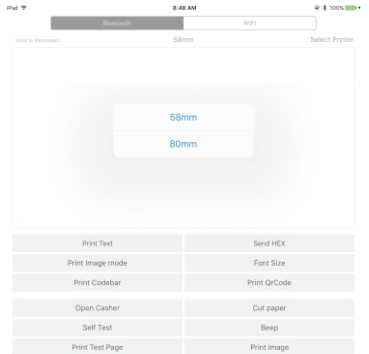 iPad 8:48 AM 100%
Bluetooth WIFI
Click to disconnect 58mm Select Printer
58mm
80mm
Print Text Send HEX
Print Image mode Font Size
Print Codebar Print QrCode
Open Casher Cut paper
Self Test Beep
Print Test Page Print Image